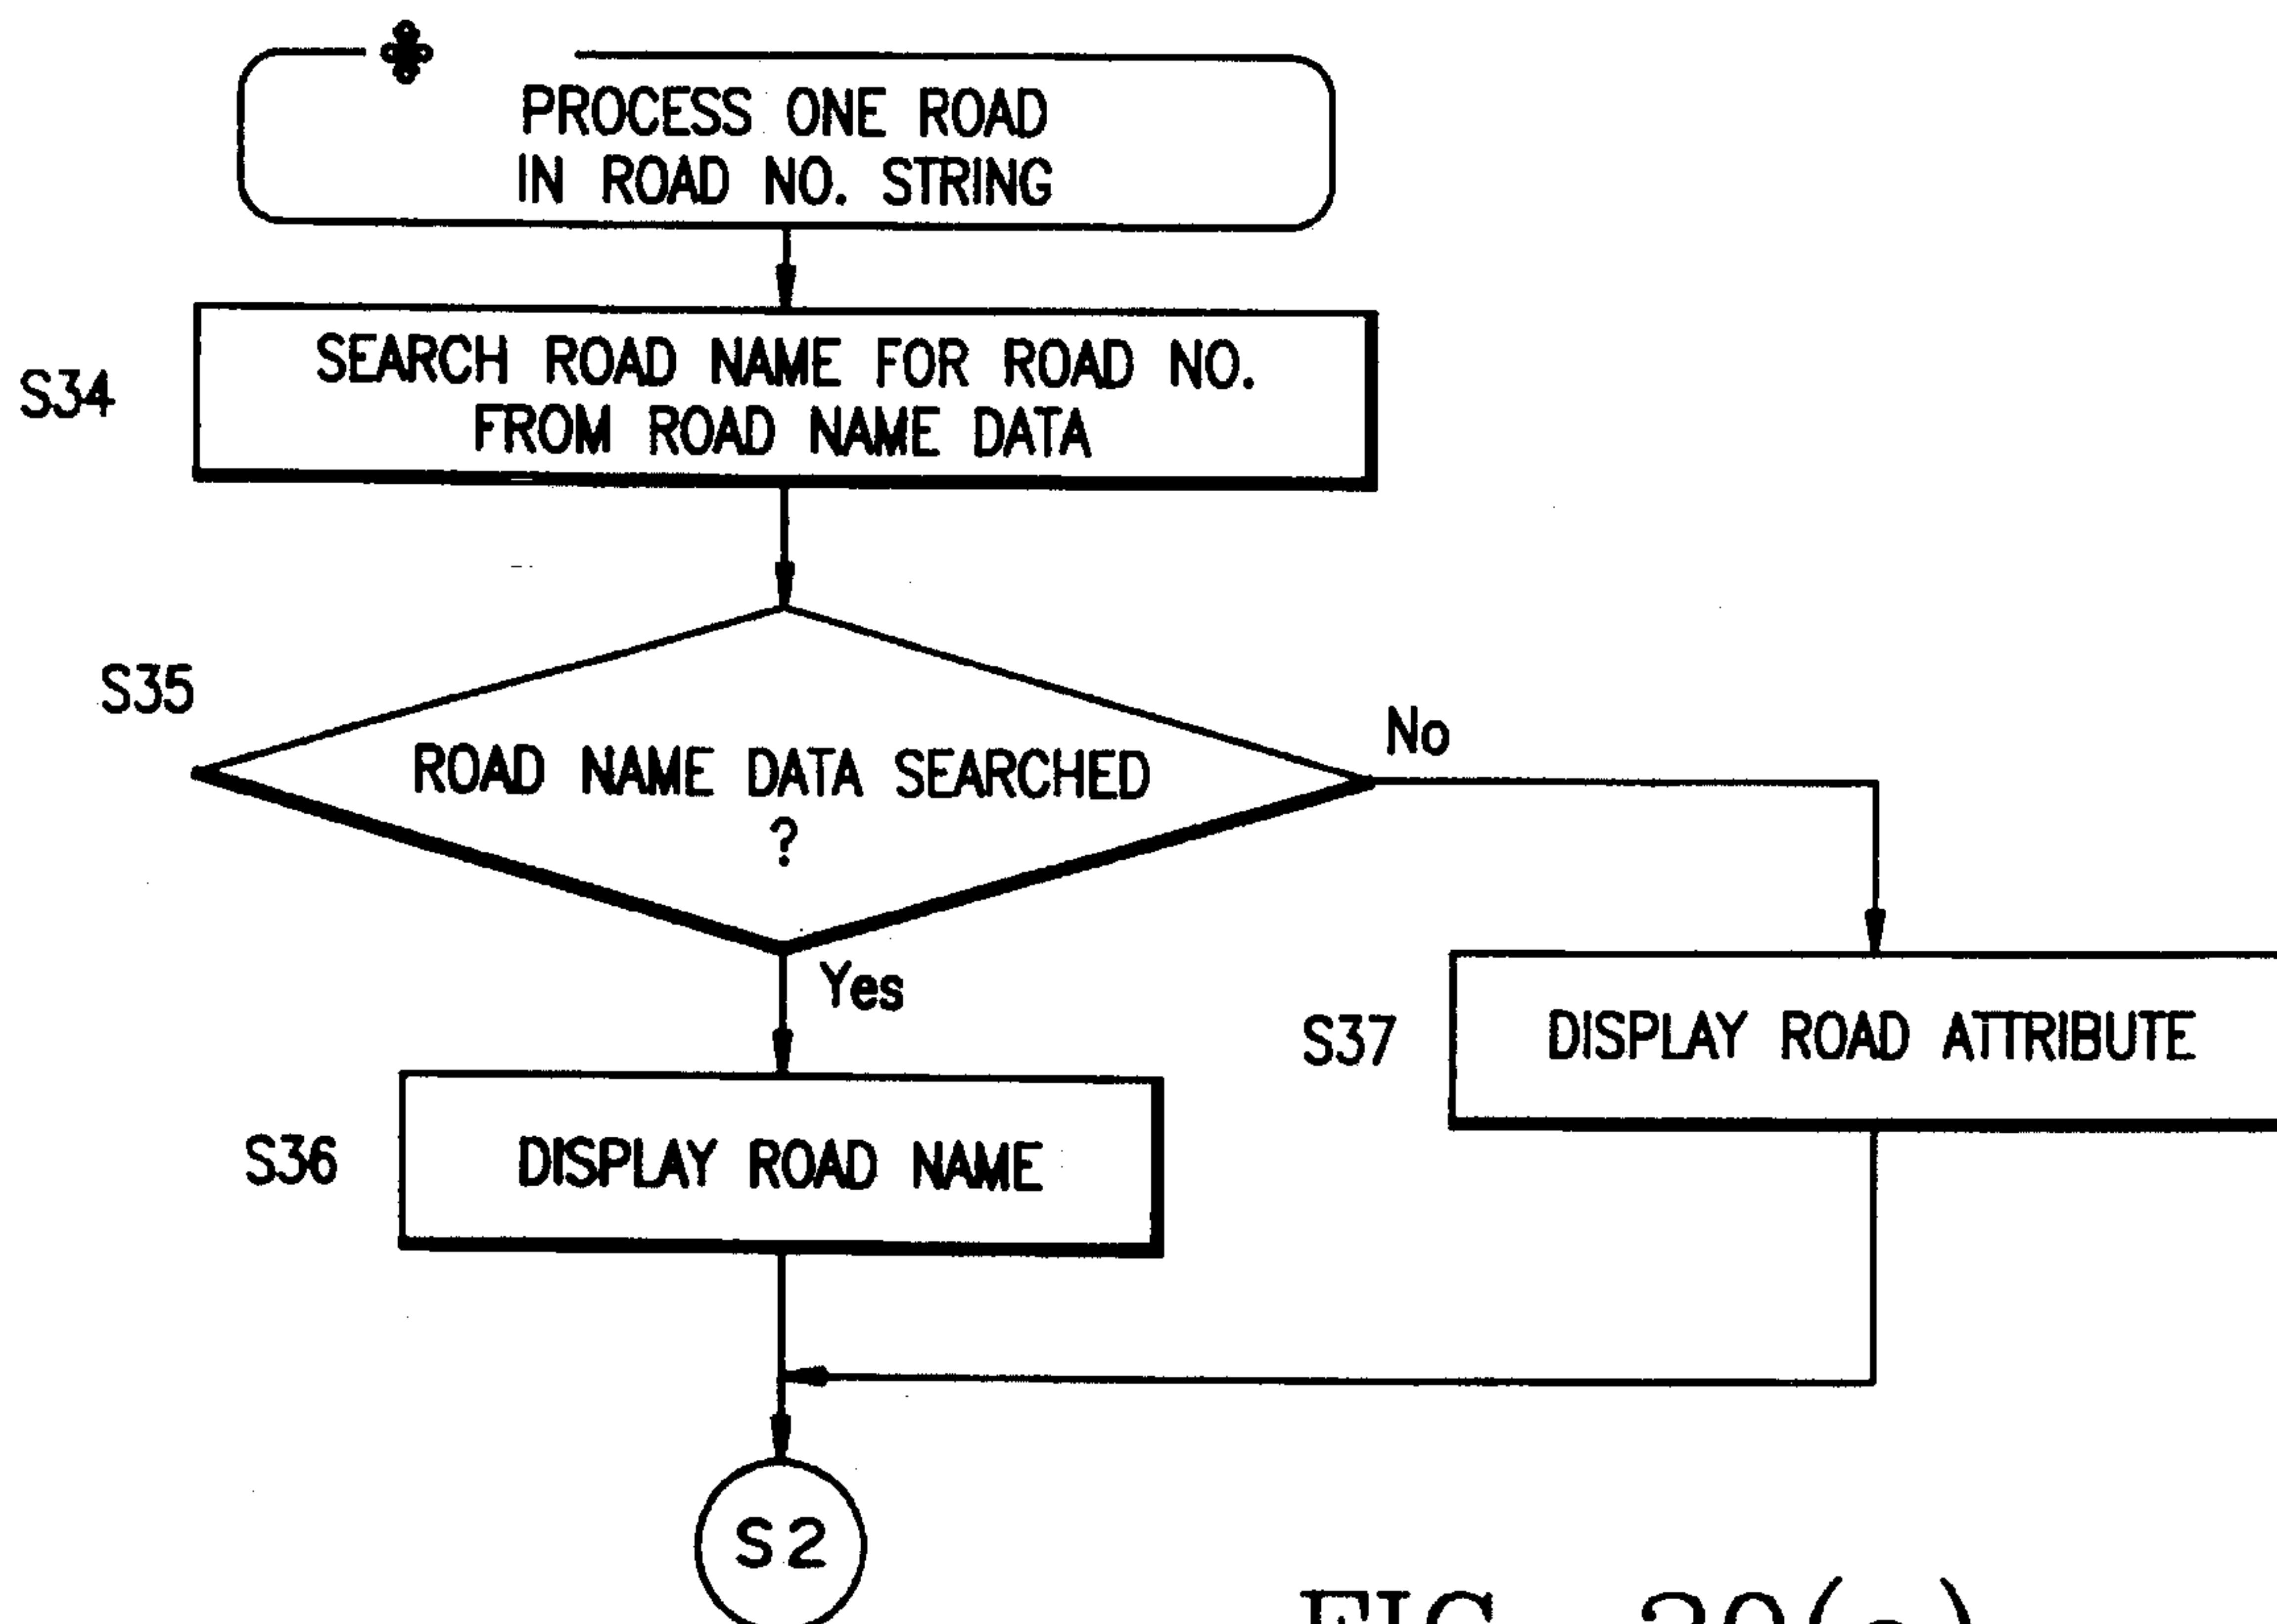 PROCESS ONE ROAD
IN ROAD NO. STRING
S34
SEARCH ROAD NAME FOR ROAD NO.
FROM ROAD NAME DATA
S35
ROAD NAME DATA SEARCHED
?
No
Yes
S37
DISPLAY ROAD ATTRIBUTE
S36
DISPLAY ROAD NAME
S2